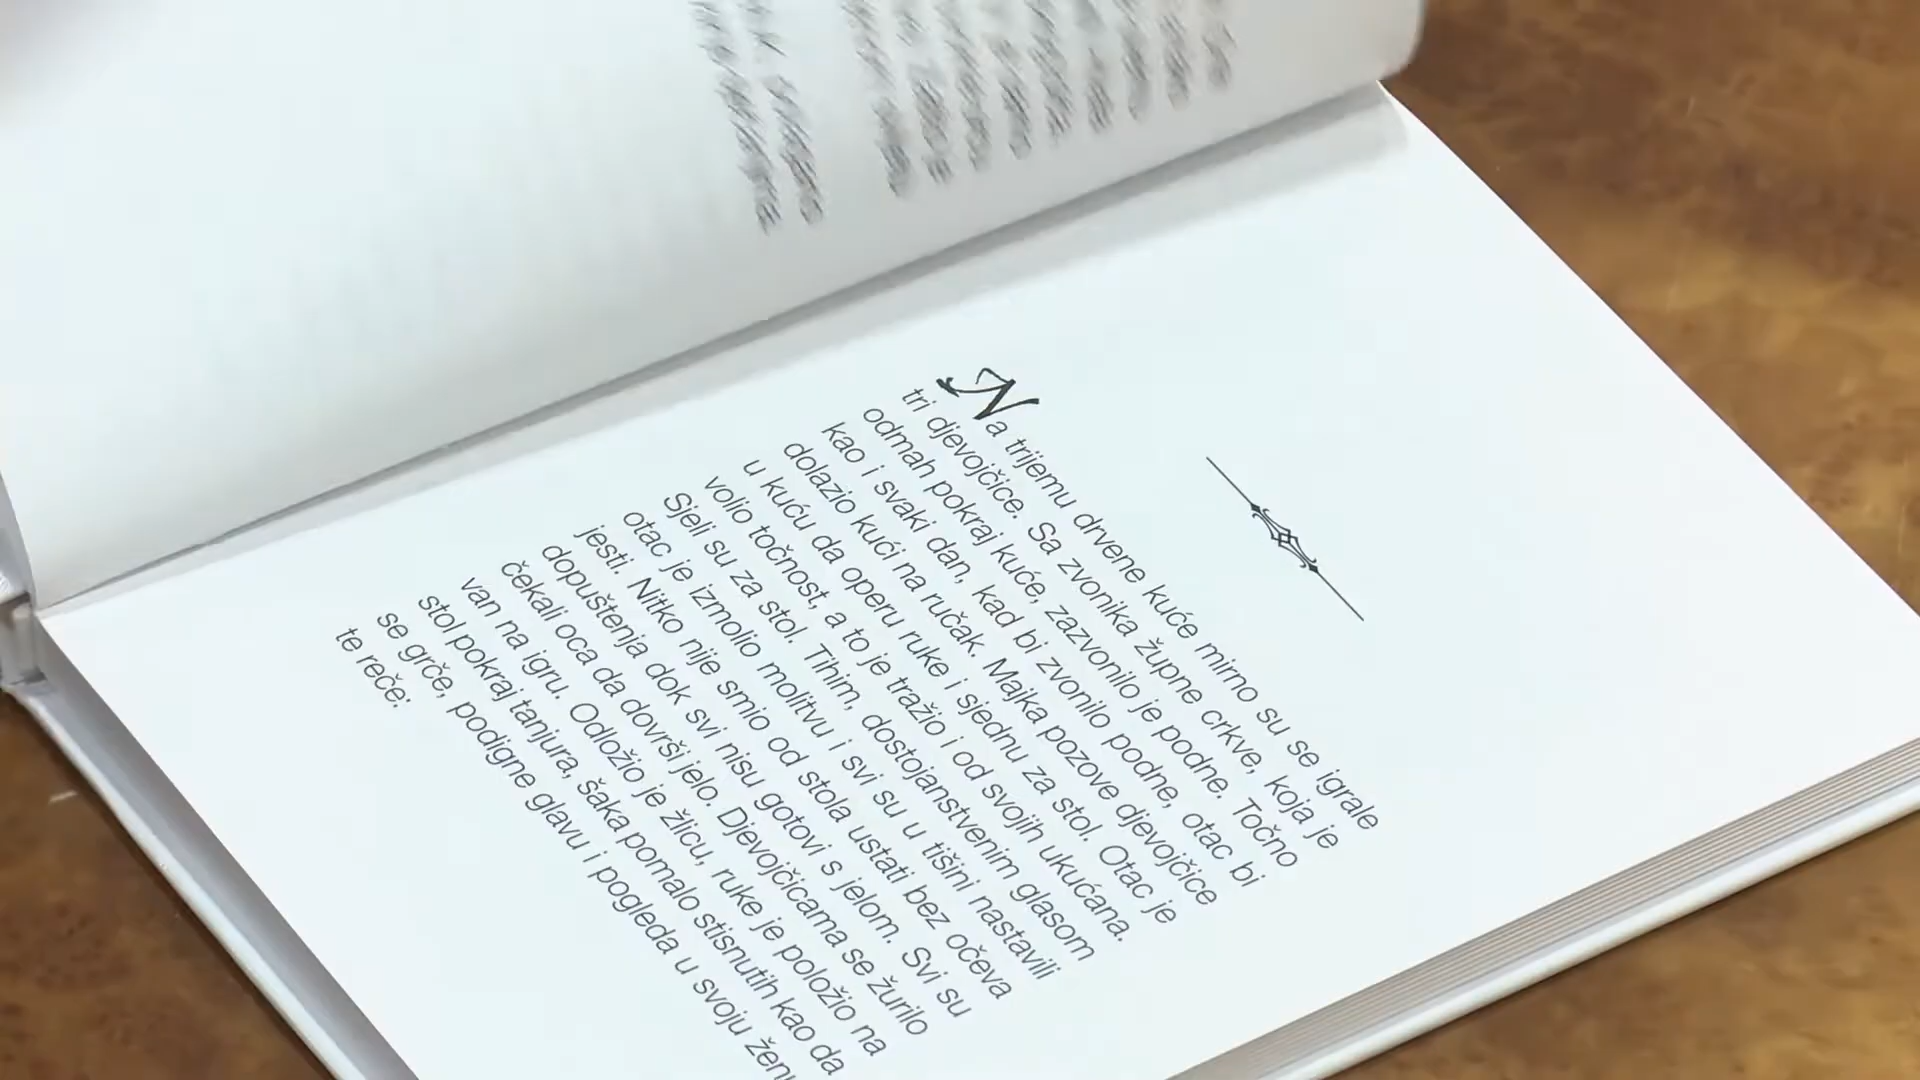 Na trijemu drvene kuće mirno su se igrale
tri djevojčice. Sa zvonika župne crkve, koja je
odmah pokraj kuće, zazvonilo je podne. Točno
kao i svaki dan, kad bi zvonilo podne, otac bi
dolazio kući na ručak. Majka pozove djevojčice
u kuću da operu ruke i sjednu za stol. Otac je
volio točnost, a to je tražio i od svojih ukućana.
Sjeli su za stol. Tihim, dostojanstvenim glasom
otac je izmolio molitvu i svi su u tišini nastavili
jesti. Nitko nije smio od stola ustati bez očeva
dopuštenja dok svi nisu gotovi s jelom. Svi su
čekali oca da dovrši jelo. Djevojčicama se žurilo
van na igru. Odložio je žlicu, ruke je položio na
stol pokraj tanjura, šaka pomalo stisnutih kao da
se grče, podigne glavu i pogleda u svoju ženu
te reče: